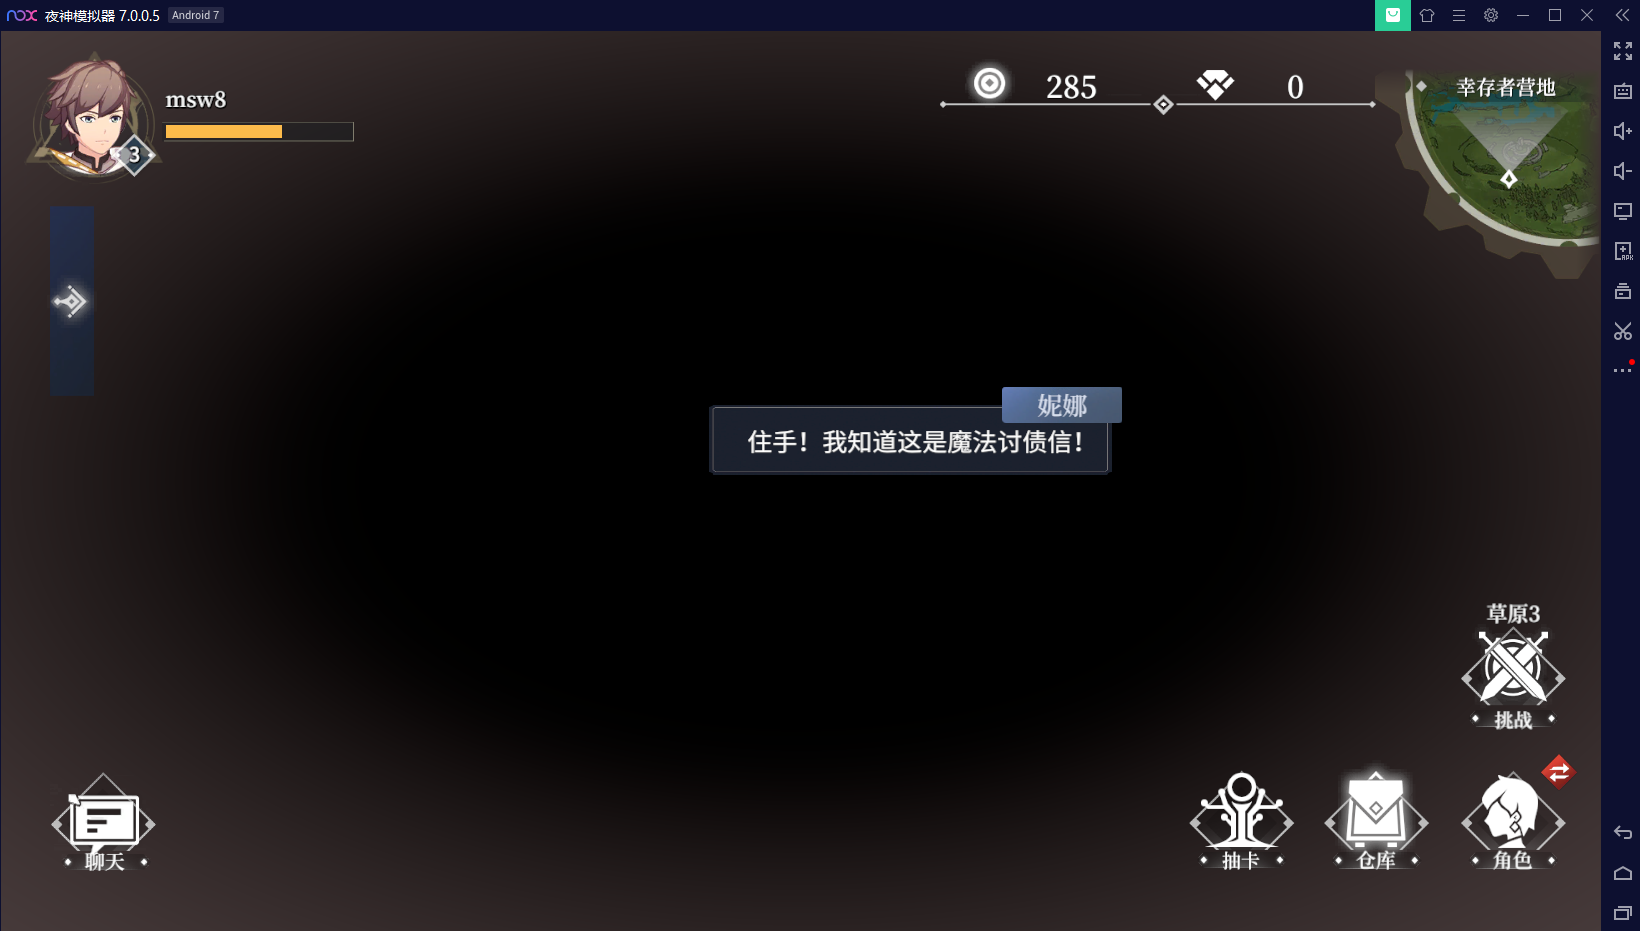 nox 夜神模拟器 7.0.0.5 Android 7
msw8
3
285
0
幸存者营地
妮娜
住手！我知道这是魔法讨债信！
草原3
挑战
聊天
抽卡
仓库
角色
APK